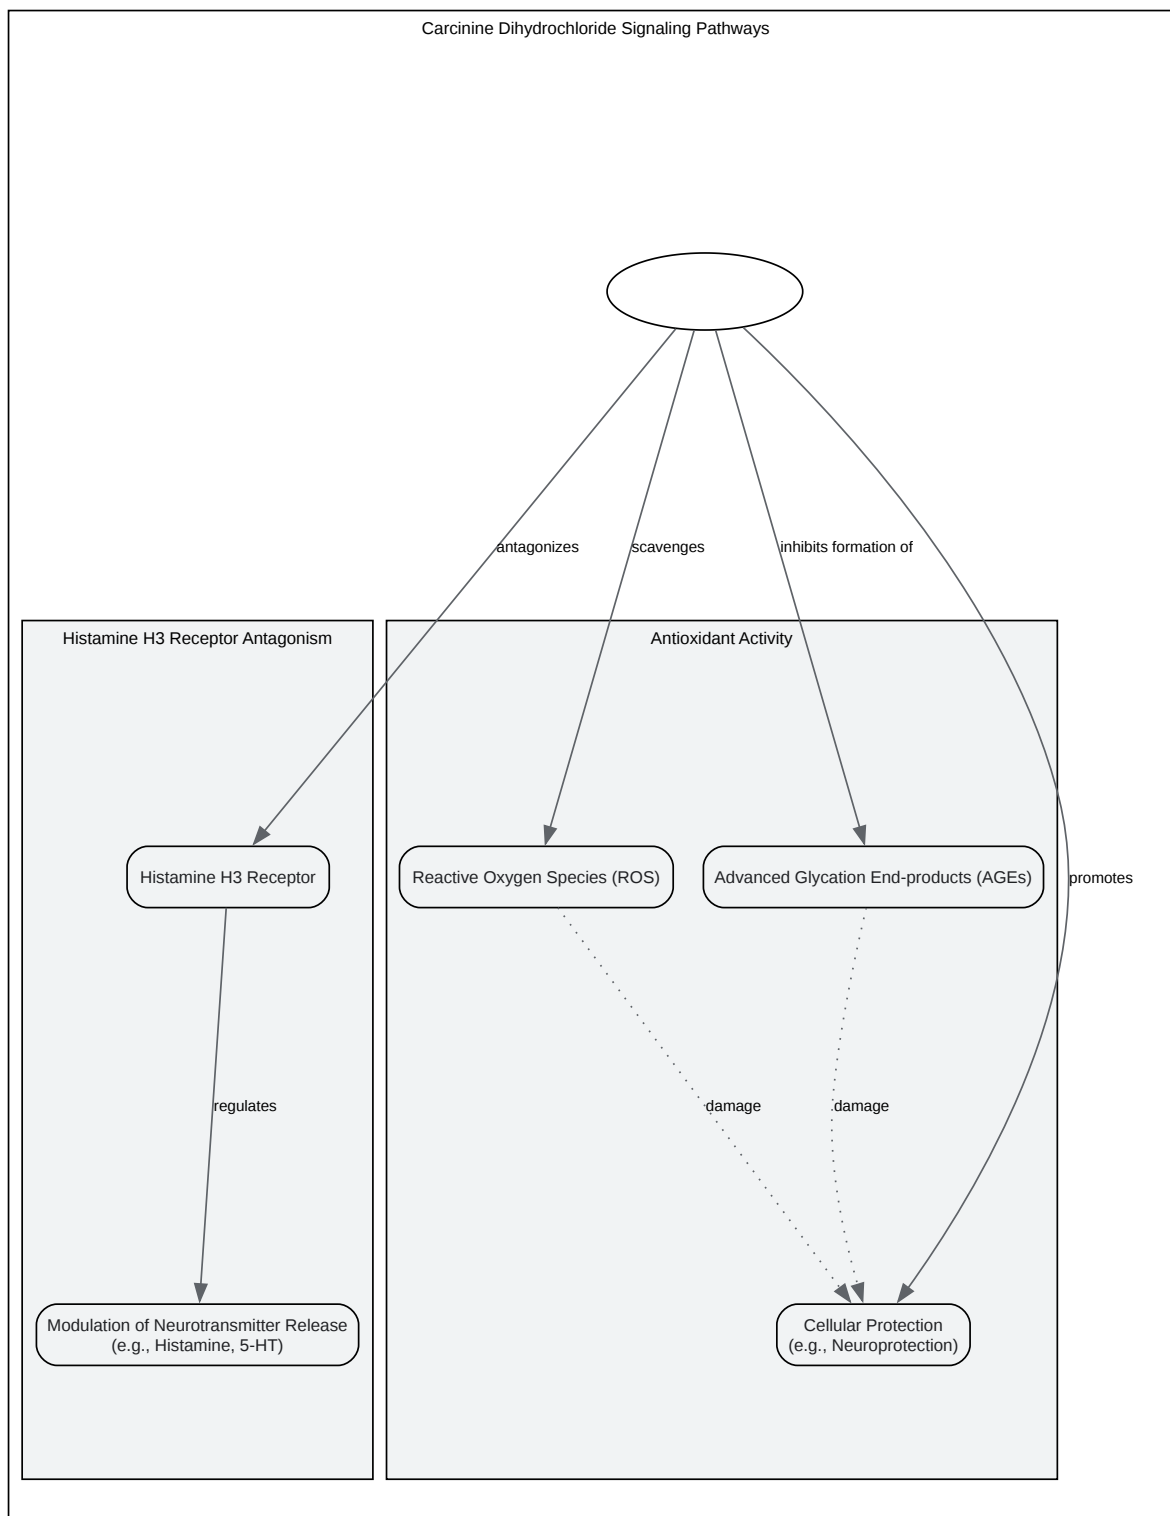 Carcinine Dihydrochloride Signaling Pathways
antagonizes
scavenges
inhibits formation of
Histamine H3 Receptor Antagonism
Antioxidant Activity
Histamine H3 Receptor
Reactive Oxygen Species (ROS)
Advanced Glycation End-products (AGEs)
promotes
regulates
damage
damage
Modulation of Neurotransmitter Release
(e.g., Histamine, 5-HT)
Cellular Protection
(e.g., Neuroprotection)